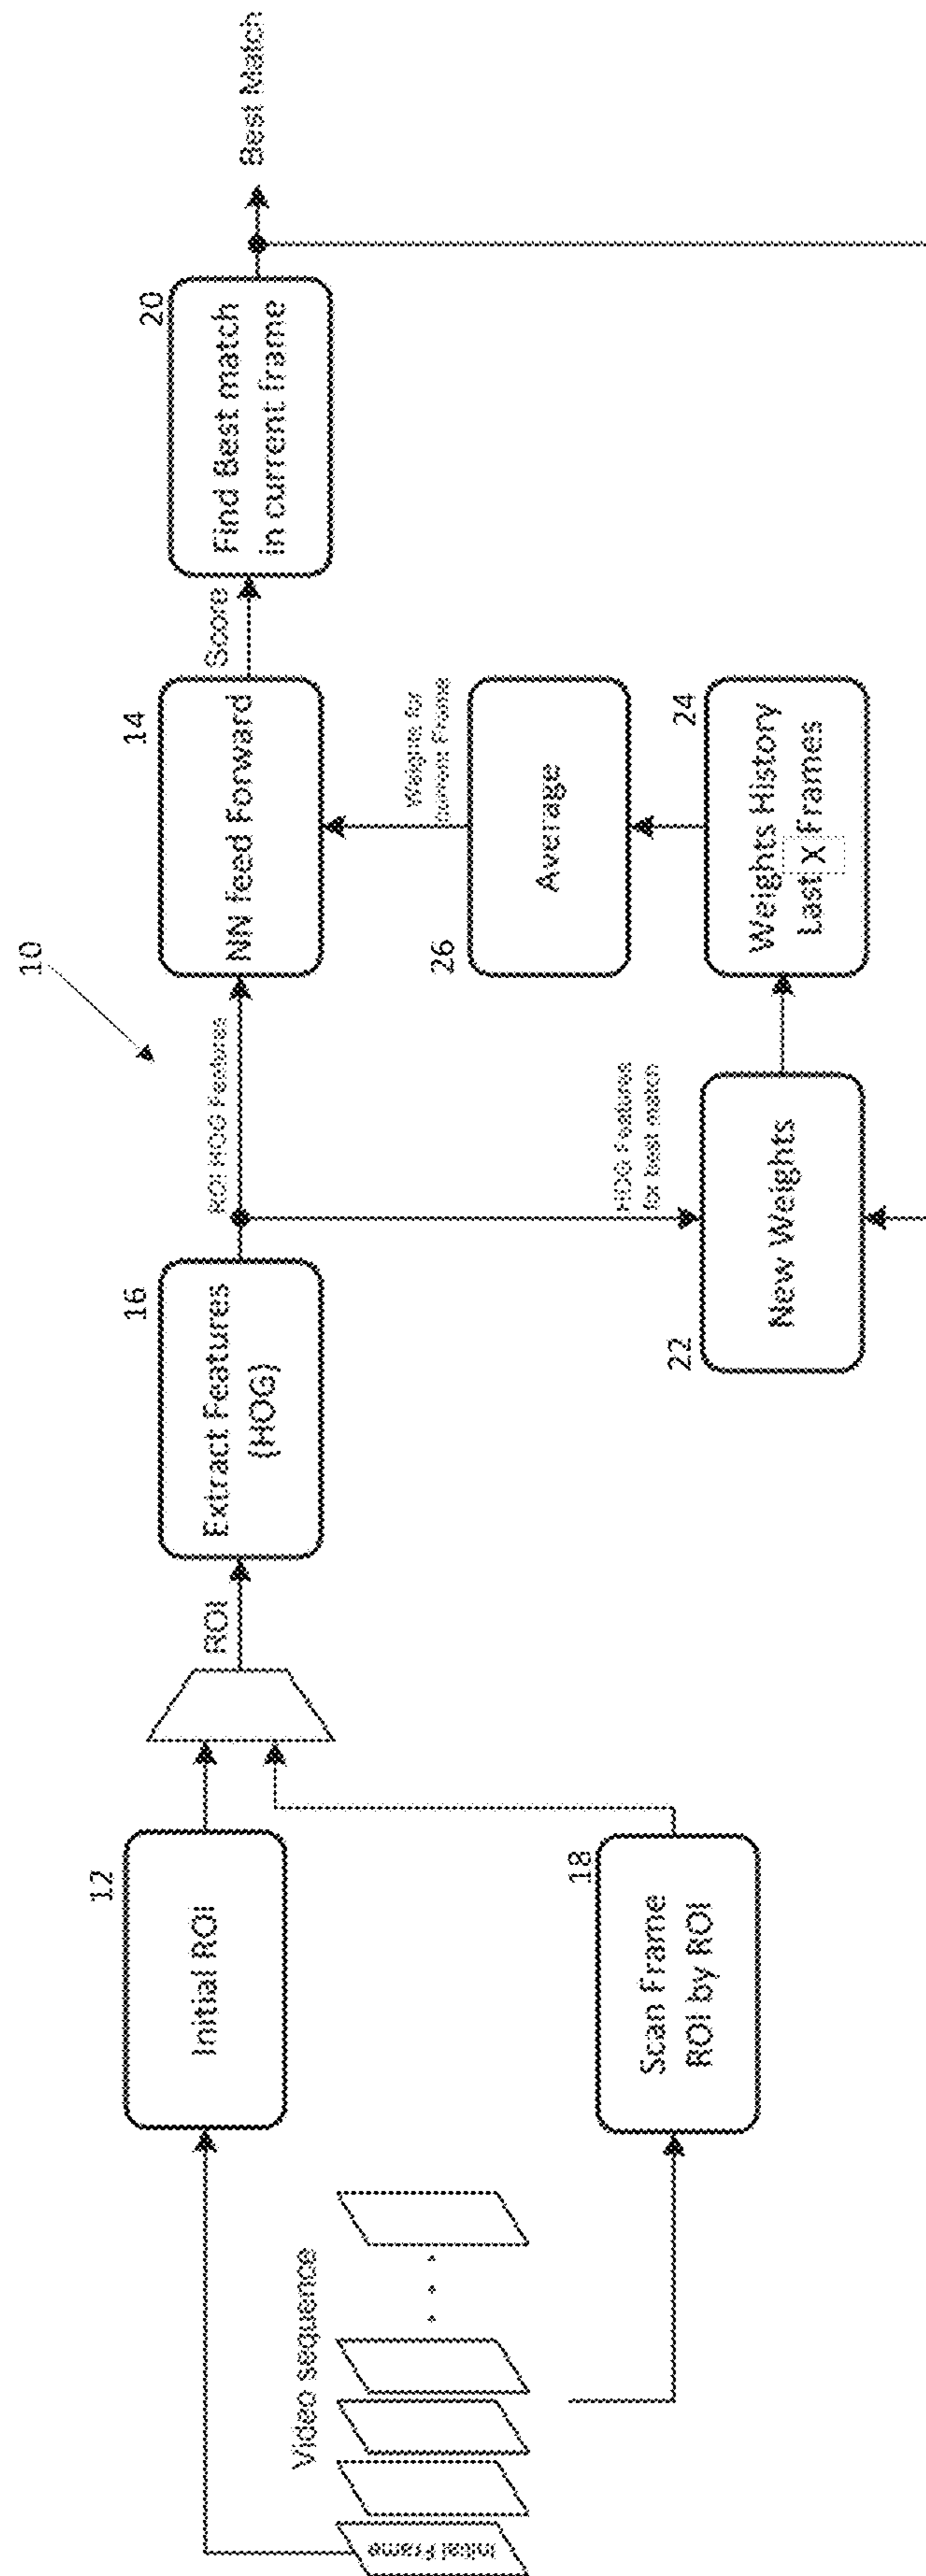 10
Video sequence
Initial Frame
12
Initial ROI
18
Scan Frame
ROI by ROI
ROI
16
Extract Features
(HOG)
ROI HOG Features
HOG Features
for best match
22
New Weights
14
NN feed Forward
Weights for
Current Frame
26
Average
24
Weights History
Last X Frames
Score
20
Find Best match
in current frame
Best Match